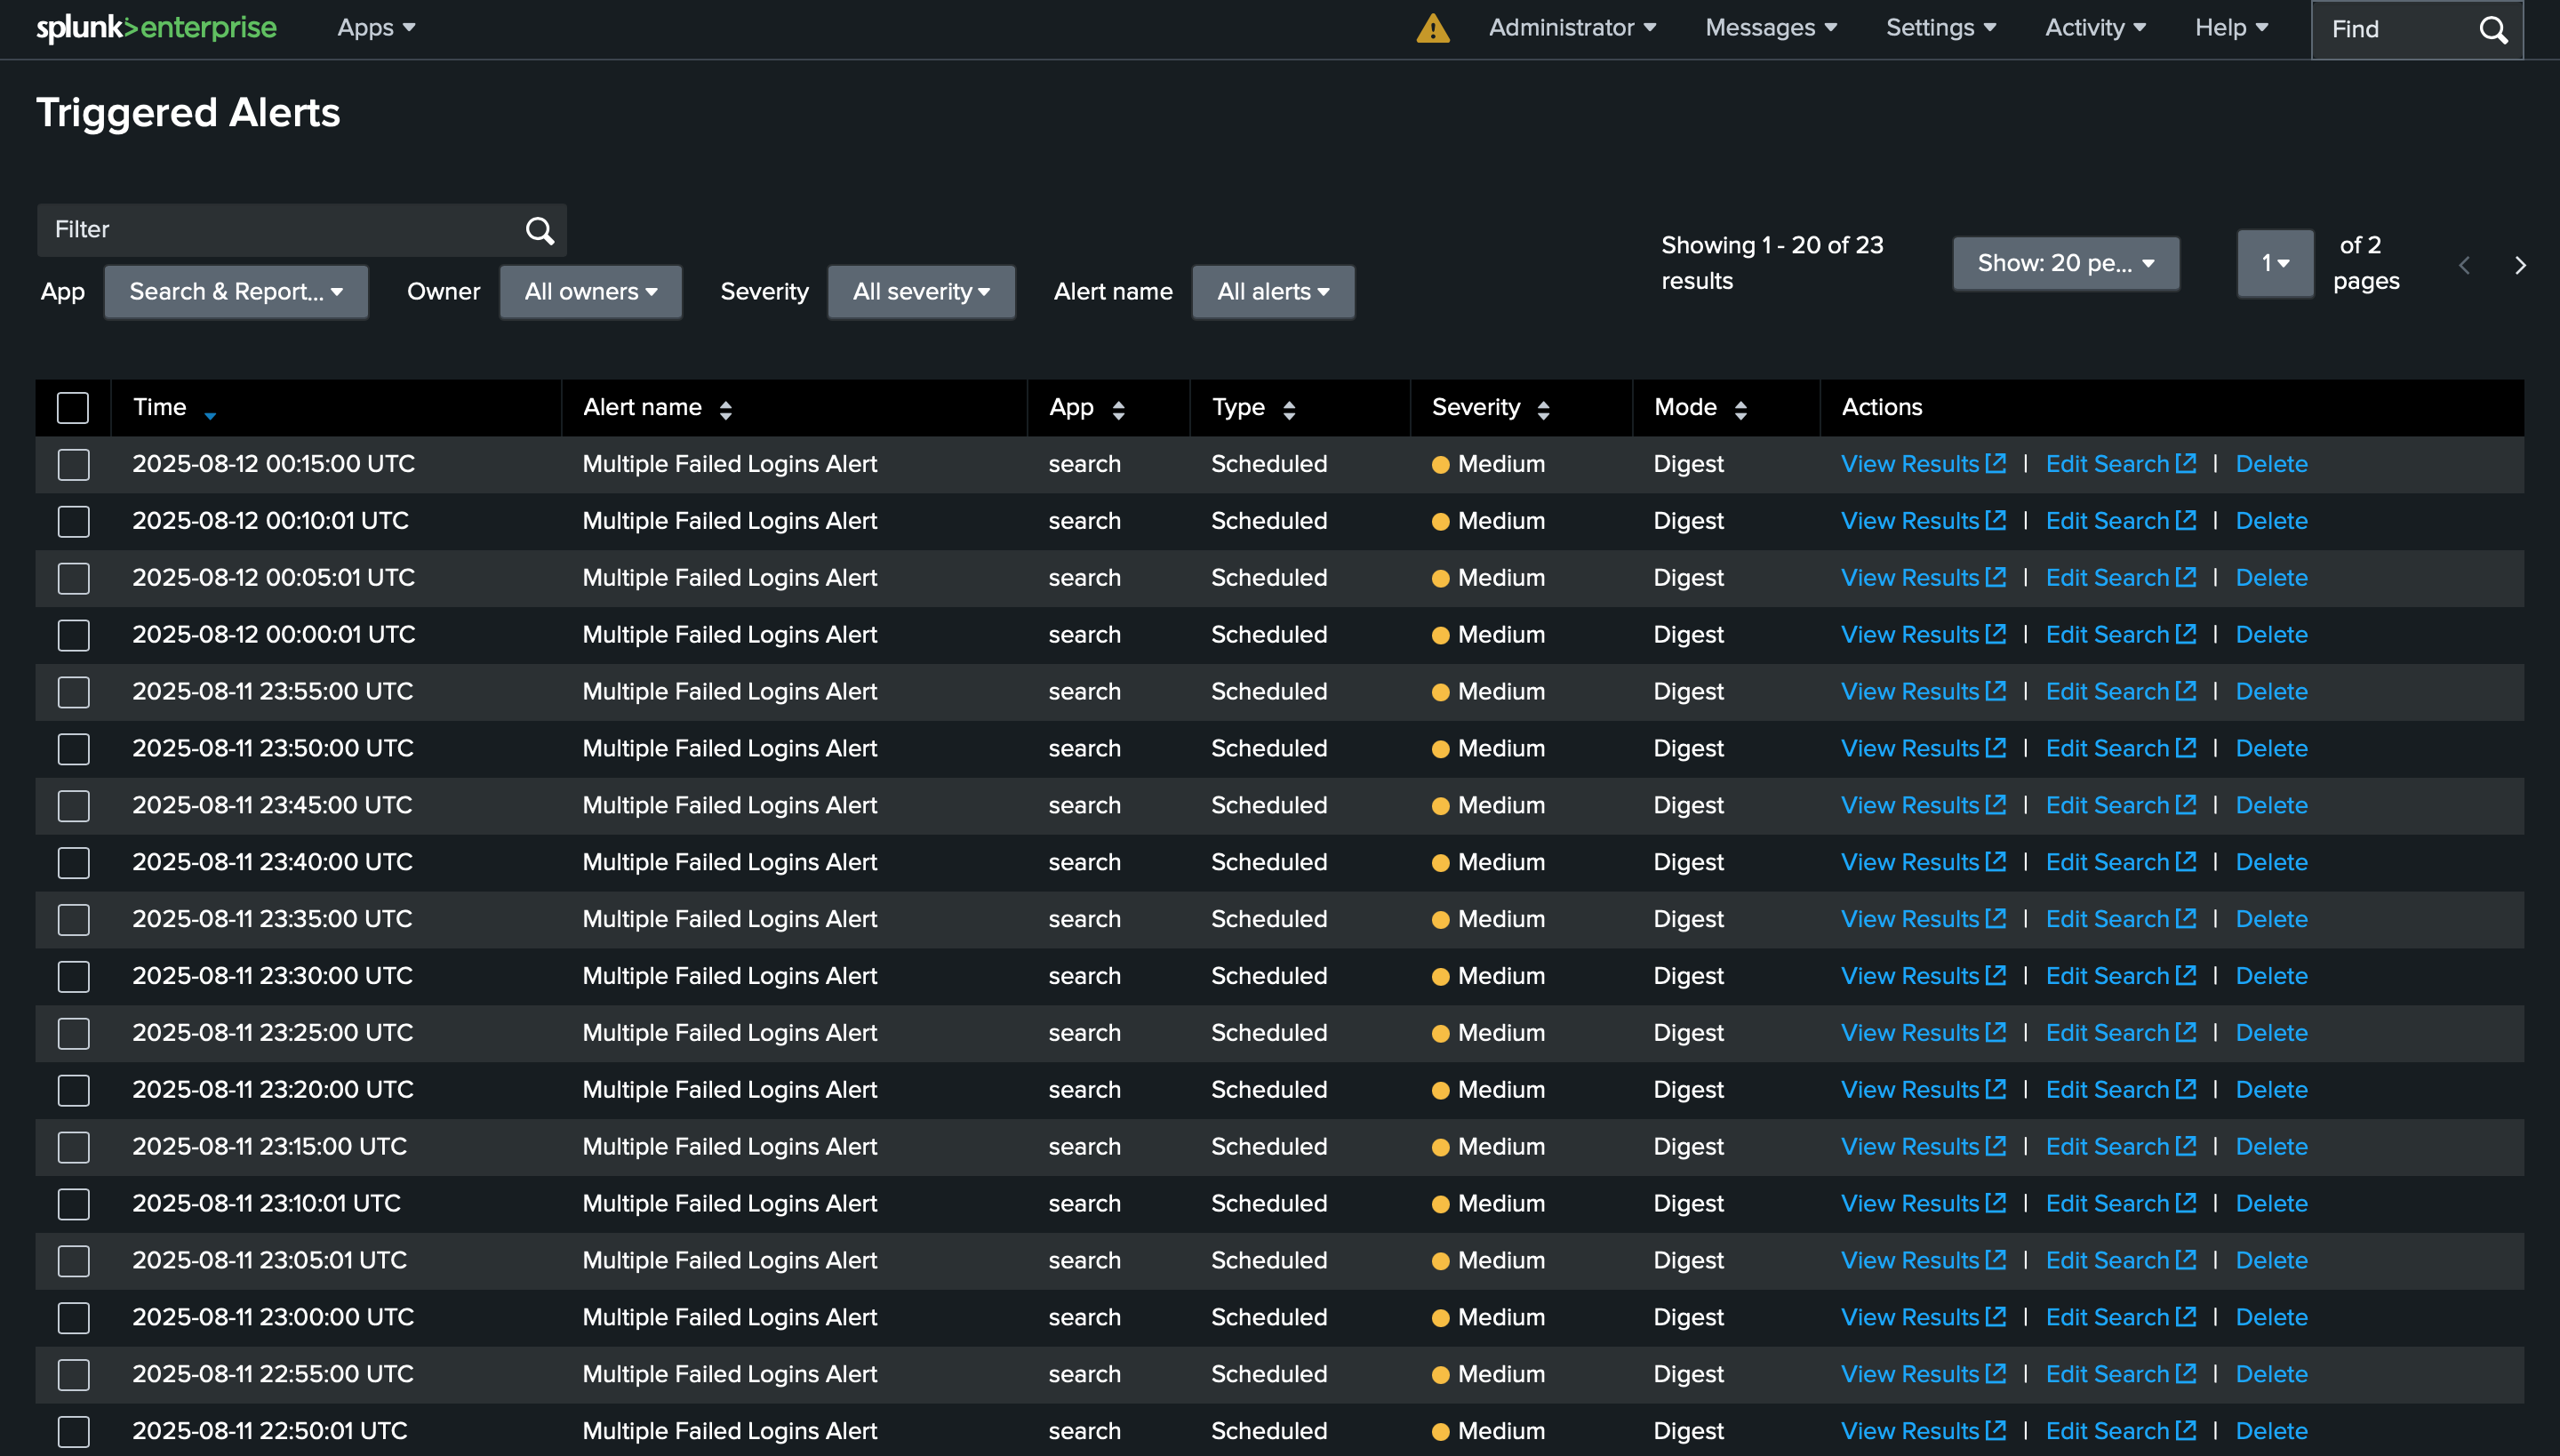 splunk>enterprise Apps Administrator Messages Settings Activity Help Find
Triggered Alerts
Filter
Showing 1 - 20 of 23
results
Show: 20 pe... 1 of 2
pages
App Search & Report... Owner All owners Severity All severity Alert name All alerts
Time Alert name App Type Severity Mode Actions
2025-08-12 00:15:00 UTC Multiple Failed Logins Alert search Scheduled Medium Digest View Results | Edit Search | Delete
2025-08-12 00:10:01 UTC Multiple Failed Logins Alert search Scheduled Medium Digest View Results | Edit Search | Delete
2025-08-12 00:05:01 UTC Multiple Failed Logins Alert search Scheduled Medium Digest View Results | Edit Search | Delete
2025-08-12 00:00:01 UTC Multiple Failed Logins Alert search Scheduled Medium Digest View Results | Edit Search | Delete
2025-08-11 23:55:00 UTC Multiple Failed Logins Alert search Scheduled Medium Digest View Results | Edit Search | Delete
2025-08-11 23:50:00 UTC Multiple Failed Logins Alert search Scheduled Medium Digest View Results | Edit Search | Delete
2025-08-11 23:45:00 UTC Multiple Failed Logins Alert search Scheduled Medium Digest View Results | Edit Search | Delete
2025-08-11 23:40:00 UTC Multiple Failed Logins Alert search Scheduled Medium Digest View Results | Edit Search | Delete
2025-08-11 23:35:00 UTC Multiple Failed Logins Alert search Scheduled Medium Digest View Results | Edit Search | Delete
2025-08-11 23:30:00 UTC Multiple Failed Logins Alert search Scheduled Medium Digest View Results | Edit Search | Delete
2025-08-11 23:25:00 UTC Multiple Failed Logins Alert search Scheduled Medium Digest View Results | Edit Search | Delete
2025-08-11 23:20:00 UTC Multiple Failed Logins Alert search Scheduled Medium Digest View Results | Edit Search | Delete
2025-08-11 23:15:00 UTC Multiple Failed Logins Alert search Scheduled Medium Digest View Results | Edit Search | Delete
2025-08-11 23:10:01 UTC Multiple Failed Logins Alert search Scheduled Medium Digest View Results | Edit Search | Delete
2025-08-11 23:05:01 UTC Multiple Failed Logins Alert search Scheduled Medium Digest View Results | Edit Search | Delete
2025-08-11 23:00:00 UTC Multiple Failed Logins Alert search Scheduled Medium Digest View Results | Edit Search | Delete
2025-08-11 22:55:00 UTC Multiple Failed Logins Alert search Scheduled Medium Digest View Results | Edit Search | Delete
2025-08-11 22:50:01 UTC Multiple Failed Logins Alert search Scheduled Medium Digest View Results | Edit Search | Delete